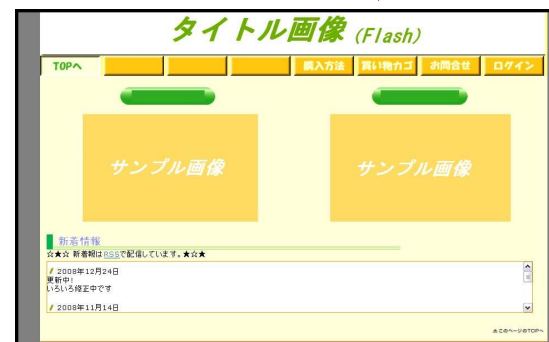 タイトル画像 (Flash)
TOPへ 購入方法 買い物カゴ お問合せ ログイン
サンプル画像 サンプル画像
新着情報
☆★☆ 新着報はRSSで配信しています。★☆★
2008年12月24日
更新中!
いろいろ修正中です
2008年11月14日
▲このページのTOPへ